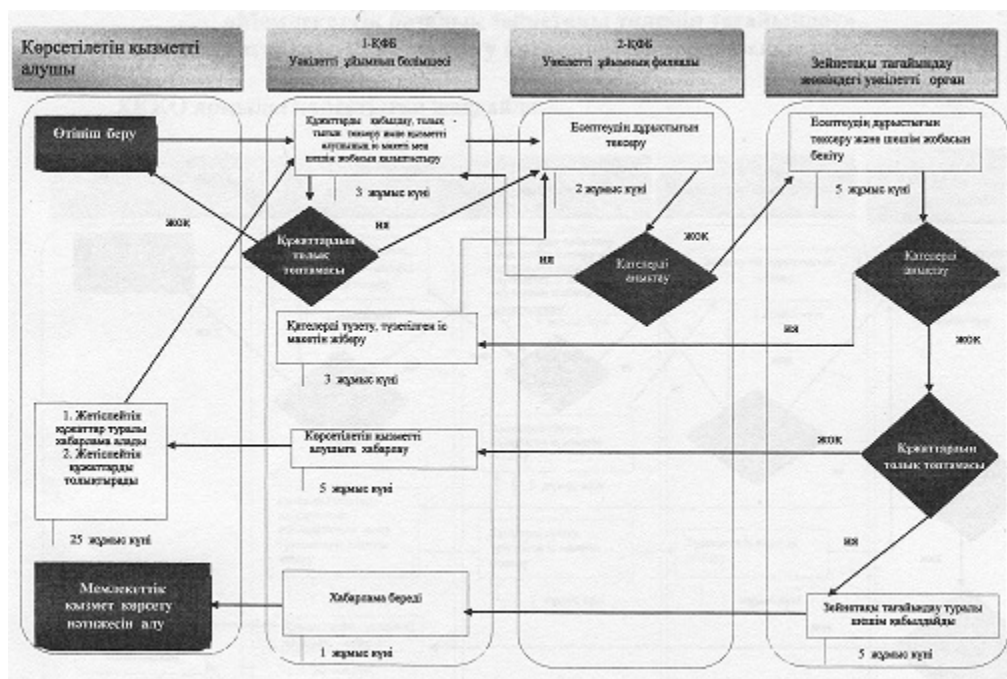 Көрсетілетін қызметті
алушы
1-ҚФБ
Уәкілетті ұйымның бөлімшесі
2-ҚФБ
Уәкілетті ұйымның филиалы
Зейнетақы тағайындау
жөніндегі уәкілетті орган
Өтініш беру
Құжаттарды қабылдау, толық
тығын тексеру және қызметті
алушының іс макеті мен
шешім жобасын қалыптастыру
3 жұмыс күні
Есептеудің дұрыстығын
тексеру
2 жұмыс күні
Есептеудің дұрыстығын
тексеру және шешім жобасын
бекіту
5 жұмыс күні
жоқ
Құжаттардың
толық
топтамасы
ия
ия
Қателерді
анықтау
жоқ
Қателерді
анықтау
ия
жоқ
Қателерді түзету, түзетілген іс
макетін жіберу
3 жұмыс күні
1. Жетіспейтін
құжаттар туралы
хабарлама алады
2. Жетіспейтін
құжаттарды
толықтырады
25 жұмыс күні
Көрсетілетін қызметті
алушыға хабарлау
5 жұмыс күні
жоқ
Құжаттардың
толық топтамасы
ия
Мемлекеттік
қызмет көрсету
нәтижесін алу
Хабарлама береді
1 жұмыс күні
Зейнетақы тағайындау туралы
шешім қабылдайды
5 жұмыс күні